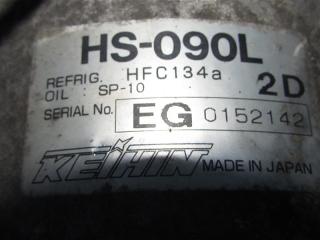 HS-090L
REFRIG. HFC134a 2D
OIL : SP-10
SERIAL No. EG 0152142
KEIHIN MADE IN JAPAN